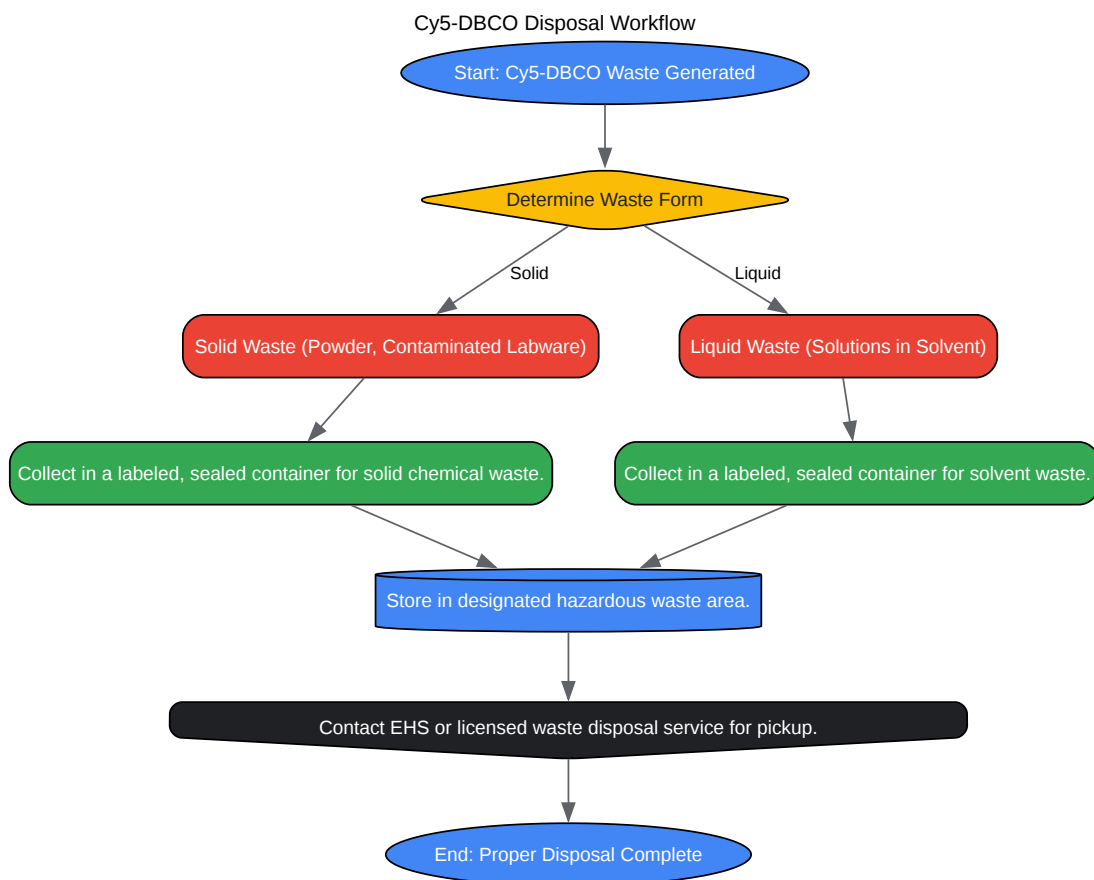 Cy5-DBCO Disposal Workflow
Start: Cy5-DBCO Waste Generated
Determine Waste Form
Solid
Liquid
Solid Waste (Powder, Contaminated Labware)
Liquid Waste (Solutions in Solvent)
Collect in a labeled, sealed container for solid chemical waste.
Collect in a labeled, sealed container for solvent waste.
Store in designated hazardous waste area.
Contact EHS or licensed waste disposal service for pickup.
End: Proper Disposal Complete